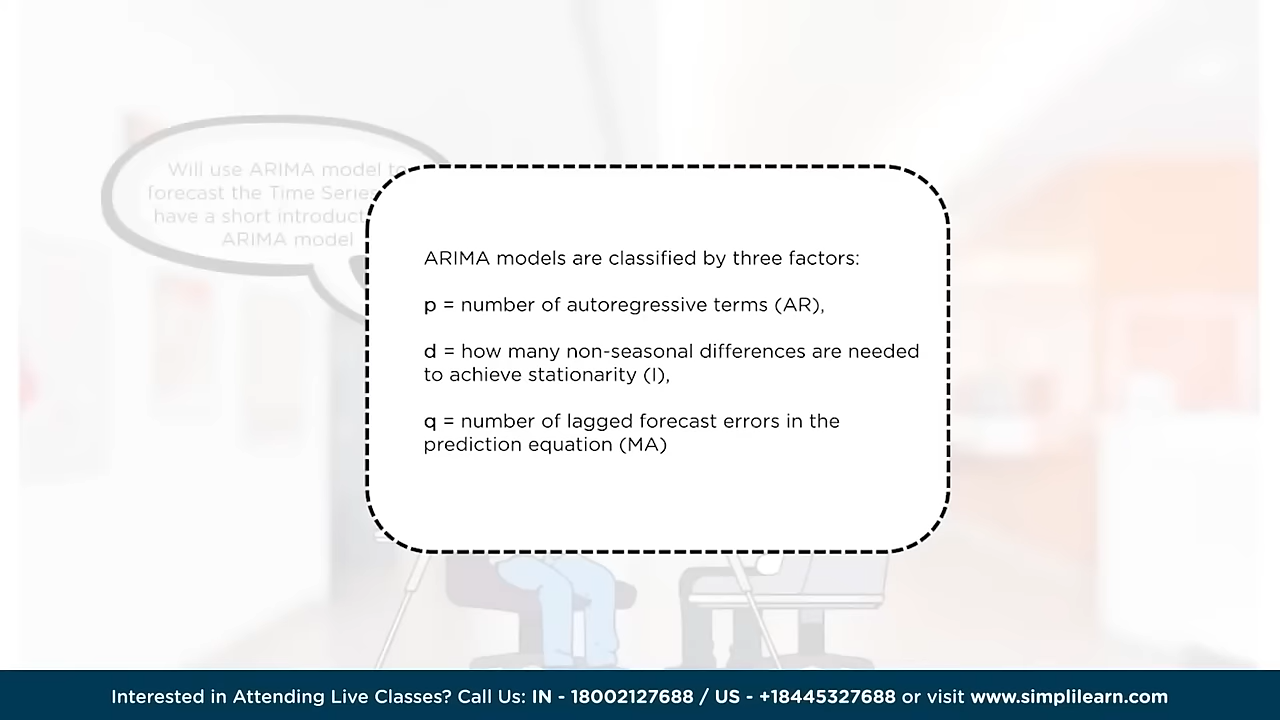 Will use ARIMA model to
forecast the Time Series
have a short
ARIMA model
ARIMA models are classified by three factors:
p = number of autoregressive terms (AR),
d = how many non-seasonal differences are needed
to achieve stationarity (I),
q = number of lagged forecast errors in the
prediction equation (MA)
Interested in Attending Live Classes? Call Us: IN - 18002127688 / US - +18445327688 or visit www.simplilearn.com